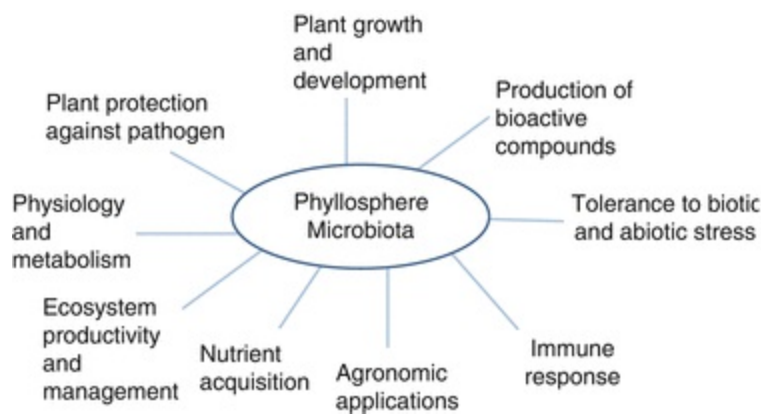 Plant growth
and
development
Production of
bioactive
compounds
Plant protection
against pathogen
Phyllosphere
Microbiota
Tolerance to biotic
and abiotic stress
Physiology
and
metabolism
Ecosystem
productivity
and
management
Nutrient
acquisition
Agronomic
applications
Immune
response